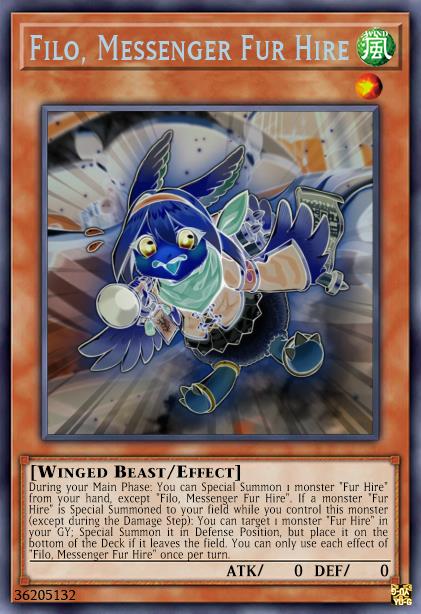 Filo, Messenger Fur Hire
WIND
風
[Winged Beast/Effect]
During your Main Phase: You can Special Summon 1 monster "Fur Hire"
from your hand, except "Filo, Messenger Fur Hire". If a monster "Fur
Hire" is Special Summoned to your field while you control this monster
(except during the Damage Step): You can target 1 monster "Fur Hire" in
your GY; Special Summon it in Defense Position, but place it on the
bottom of the Deck if it leaves the field. You can only use each effect of
"Filo, Messenger Fur Hire" once per turn.
ATK/ 0 DEF/ 0
36205132